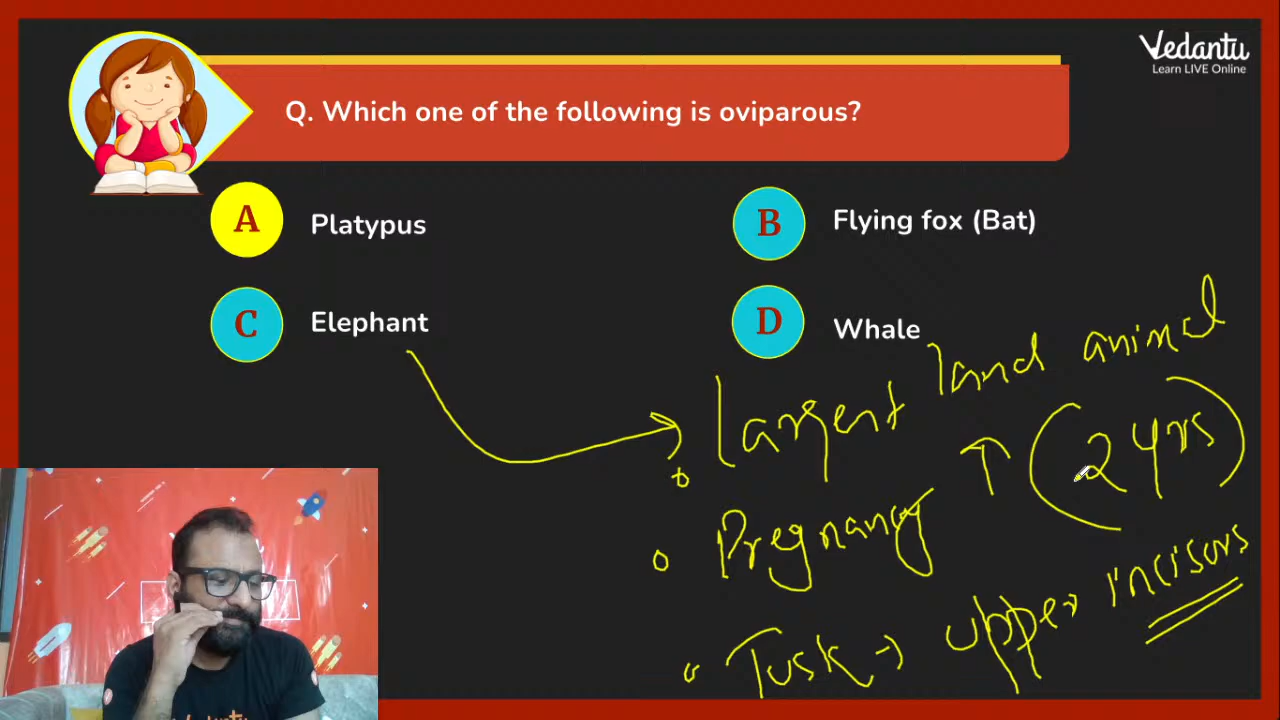 Vedantu
Learn LIVE Online
Q. Which one of the following is oviparous?
A Platypus
B Flying fox (Bat)
C Elephant
D Whale
Largest land animal
Pregnancy ↑ (2 yrs)
Tusk → upper incisors